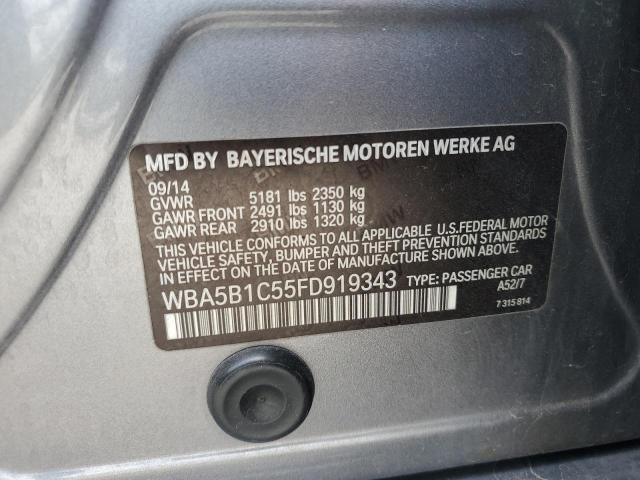 MFD BY BAYERISCHE MOTOREN WERKE AG
09/14
GVWR 5181 lbs 2350 kg
GAWR FRONT 2491 lbs 1130 kg
GAWR REAR 2910 lbs 1320 kg
THIS VEHICLE CONFORMS TO ALL APPLICABLE U.S.FEDERAL MOTOR
VEHICLE SAFETY, BUMPER AND THEFT PREVENTION STANDARDS
IN EFFECT ON THE DATE OF MANUFACTURE SHOWN ABOVE.
WBA5B1C55FD919343 TYPE: PASSENGER CAR
A52/7
7 315 814